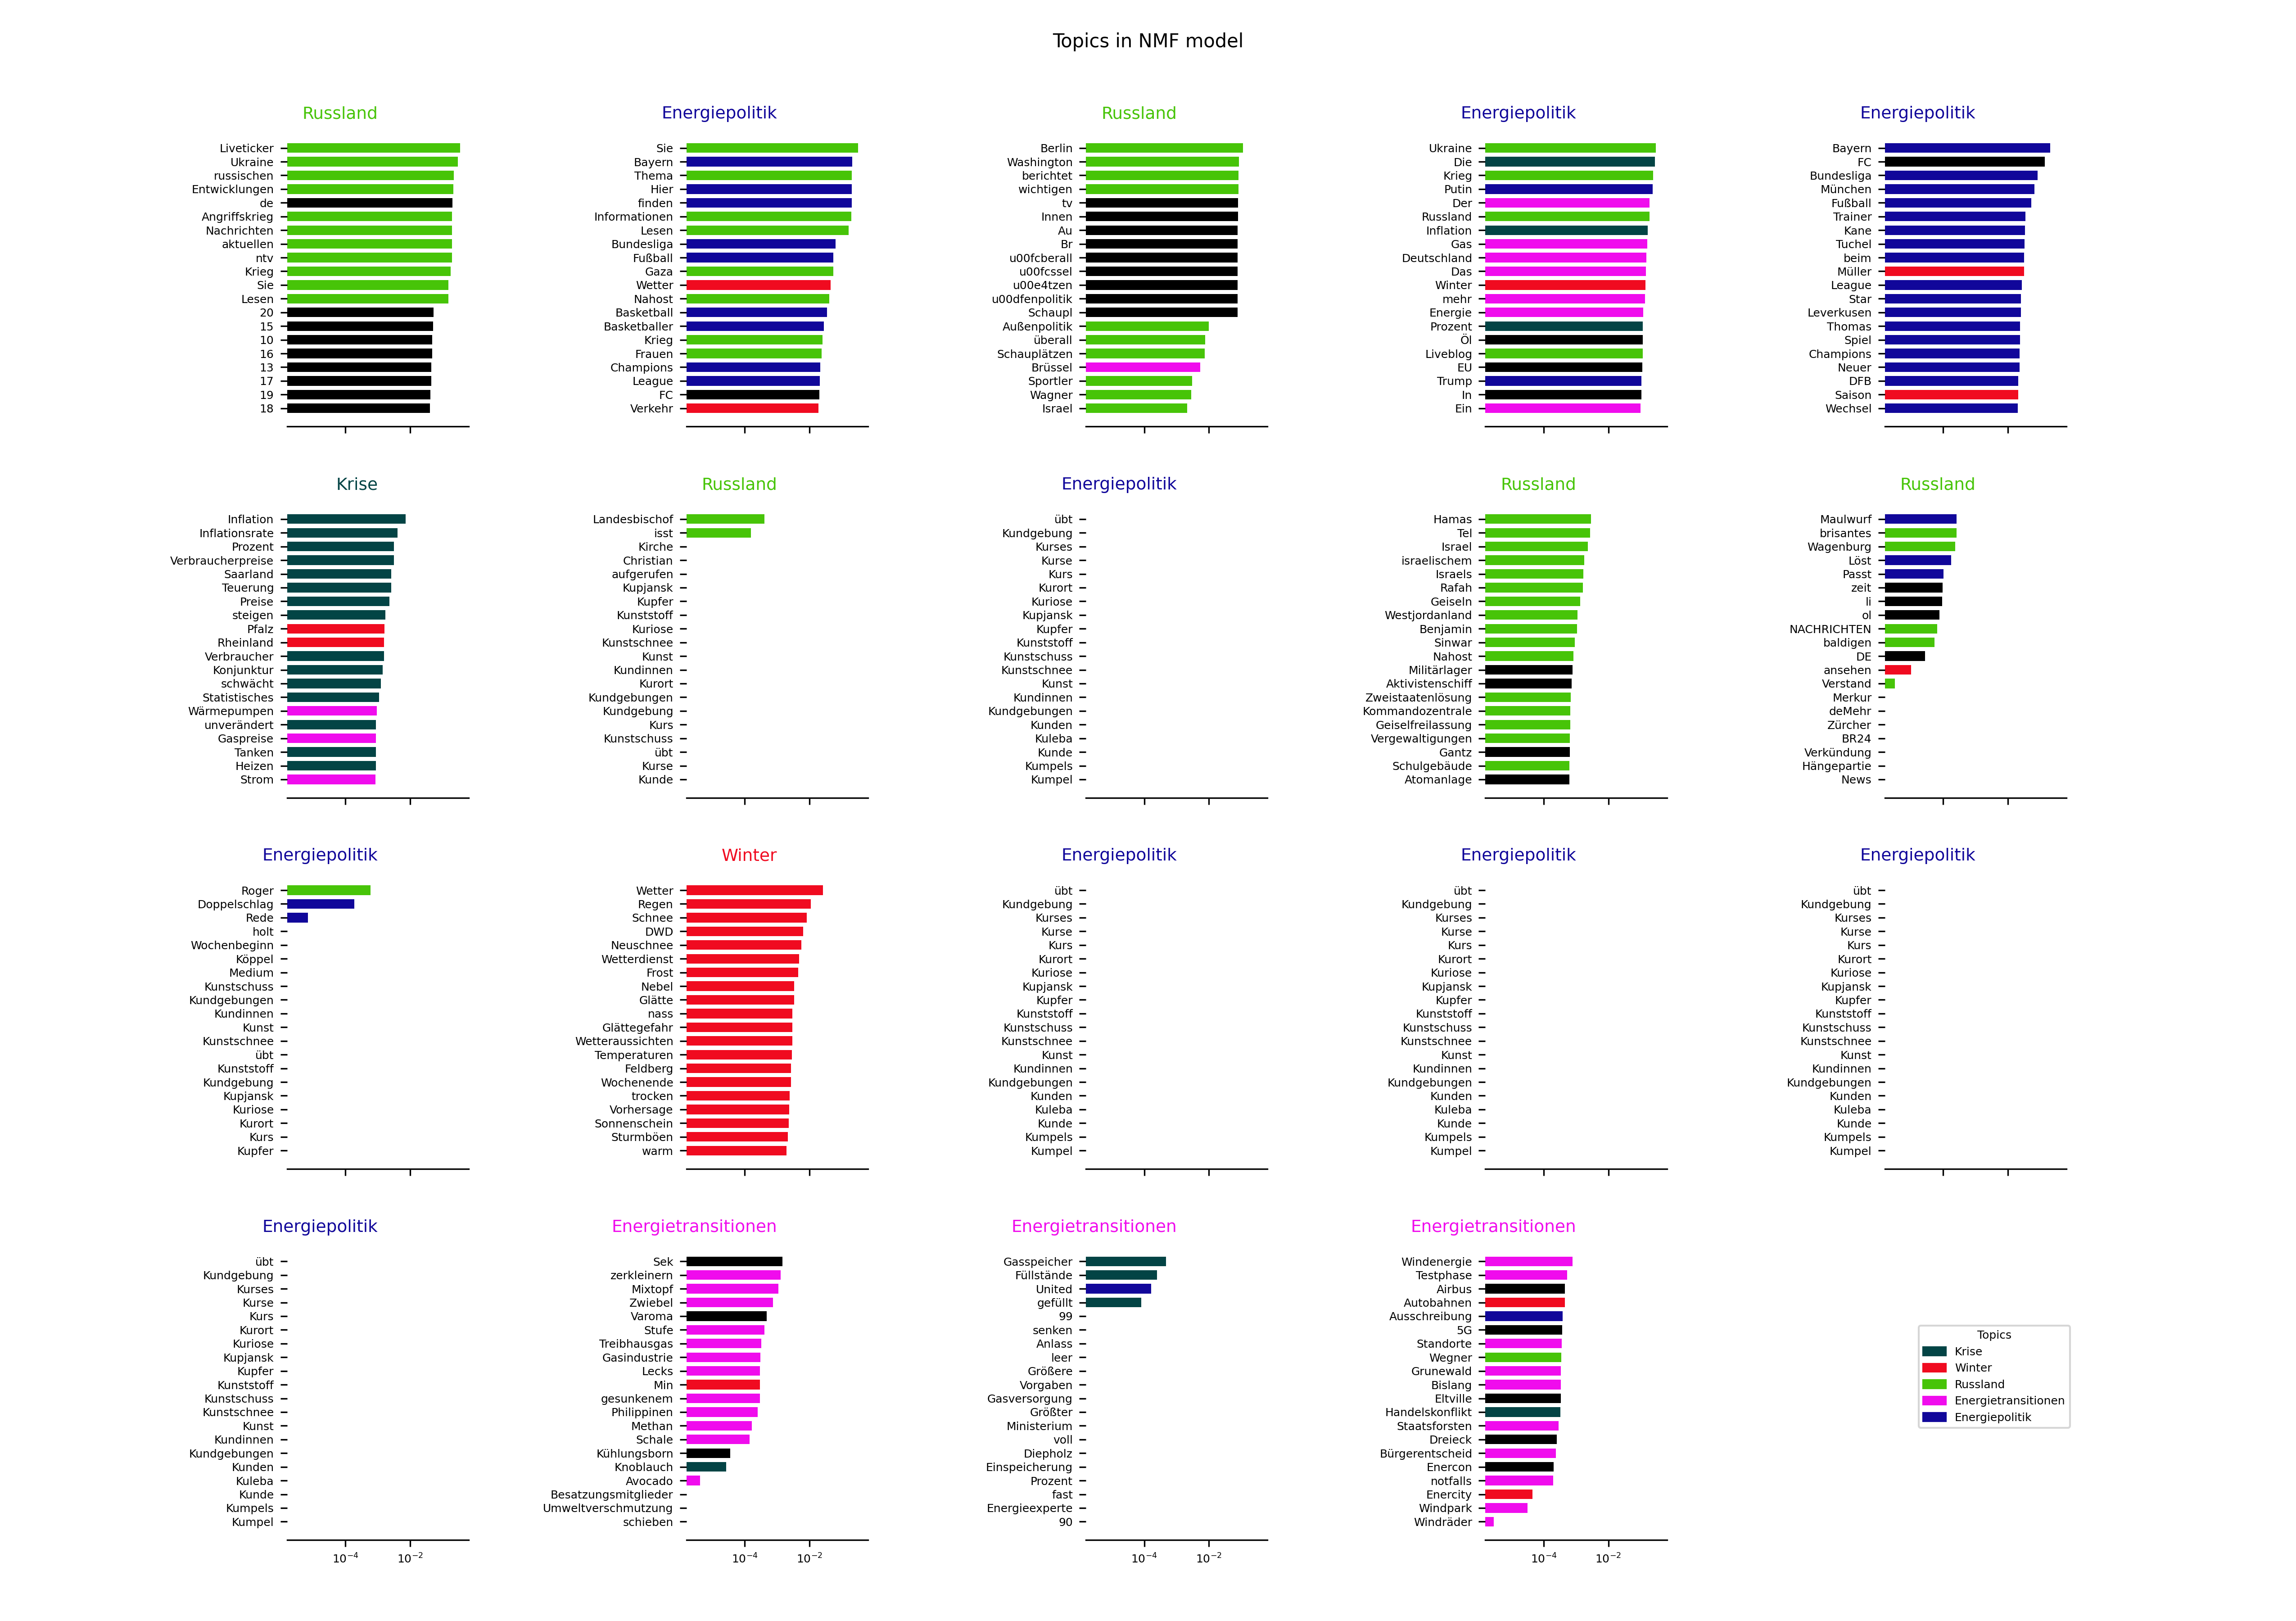 Topics in NMF model
Russland
Liveticker
Ukraine
russischen
Entwicklungen
de
Angriffskrieg
Nachrichten
aktuellen
ntv
Krieg
Sie
Lesen
20
15
10
16
13
17
19
18
Energiepolitik
Sie
Bayern
Thema
Hier
finden
Informationen
Lesen
Bundesliga
Fußball
Gaza
Wetter
Nahost
Basketball
Basketballer
Krieg
Frauen
Champions
League
FC
Verkehr
Russland
Berlin
Washington
berichtet
wichtigen
tv
Innen
Au
Br
u00fcberall
u00fcssel
u00e4tzen
u00dfenpolitik
Schaupl
Außenpolitik
überall
Schauplätzen
Brüssel
Sportler
Wagner
Israel
Energiepolitik
Ukraine
Die
Krieg
Putin
Der
Russland
Inflation
Gas
Deutschland
Das
Winter
mehr
Energie
Prozent
Öl
Liveblog
EU
Trump
In
Ein
Energiepolitik
Bayern
FC
Bundesliga
München
Fußball
Trainer
Kane
Tuchel
beim
Müller
League
Star
Leverkusen
Thomas
Spiel
Champions
Neuer
DFB
Saison
Wechsel
Krise
Inflation
Inflationsrate
Prozent
Verbraucherpreise
Saarland
Teuerung
Preise
steigen
Pfalz
Rheinland
Verbraucher
Konjunktur
schwächt
Statistisches
Wärmepumpen
unverändert
Gaspreise
Tanken
Heizen
Strom
Russland
Landesbischof
isst
Kirche
Christian
aufgerufen
Kupjansk
Kupfer
Kunststoff
Kuriose
Kunstschnee
Kunst
Kundinnen
Kurort
Kundgebungen
Kundgebung
Kurs
Kunstschuss
übt
Kurse
Kunde
Energiepolitik
übt
Kundgebung
Kurses
Kurse
Kurs
Kurort
Kuriose
Kupjansk
Kupfer
Kunststoff
Kunstschuss
Kunstschnee
Kunst
Kundinnen
Kundgebungen
Kunden
Kuleba
Kunde
Kumpels
Kumpel
Russland
Hamas
Tel
Israel
israelischem
Israels
Rafah
Geiseln
Westjordanland
Benjamin
Sinwar
Nahost
Militärlager
Aktivistenschiff
Zweistaatenlösung
Kommandozentrale
Geiselfreilassung
Vergewaltigungen
Gantz
Schulgebäude
Atomanlage
Russland
Maulwurf
brisantes
Wagenburg
Löst
Passt
zeit
li
ol
NACHRICHTEN
baldigen
DE
ansehen
Verstand
Merkur
deMehr
Zürcher
BR24
Verkündung
Hängepartie
News
Energiepolitik
Roger
Doppelschlag
Rede
holt
Wochenbeginn
Köppel
Medium
Kunstschuss
Kundgebungen
Kundinnen
Kunst
Kunstschnee
übt
Kunststoff
Kundgebung
Kupjansk
Kuriose
Kurort
Kurs
Kupfer
Winter
Wetter
Regen
Schnee
DWD
Neuschnee
Wetterdienst
Frost
Nebel
Glätte
nass
Glättegefahr
Wetteraussichten
Temperaturen
Feldberg
Wochenende
trocken
Vorhersage
Sonnenschein
Sturmböen
warm
Energiepolitik
übt
Kundgebung
Kurses
Kurse
Kurs
Kurort
Kuriose
Kupjansk
Kupfer
Kunststoff
Kunstschuss
Kunstschnee
Kunst
Kundinnen
Kundgebungen
Kunden
Kuleba
Kunde
Kumpels
Kumpel
Energiepolitik
übt
Kundgebung
Kurses
Kurse
Kurs
Kurort
Kuriose
Kupjansk
Kupfer
Kunststoff
Kunstschuss
Kunstschnee
Kunst
Kundinnen
Kundgebungen
Kunden
Kuleba
Kunde
Kumpels
Kumpel
Energiepolitik
übt
Kundgebung
Kurses
Kurse
Kurs
Kurort
Kuriose
Kupjansk
Kupfer
Kunststoff
Kunstschuss
Kunstschnee
Kunst
Kundinnen
Kundgebungen
Kunden
Kuleba
Kunde
Kumpels
Kumpel
Energiepolitik
übt
Kundgebung
Kurses
Kurse
Kurs
Kurort
Kuriose
Kupjansk
Kupfer
Kunststoff
Kunstschuss
Kunstschnee
Kunst
Kundinnen
Kundgebungen
Kunden
Kuleba
Kunde
Kumpels
Kumpel
10⁻⁴ 10⁻²
Energietransitionen
Sek
zerkleinern
Mixtopf
Zwiebel
Varoma
Stufe
Treibhausgas
Gasindustrie
Lecks
Min
gesunkenem
Philippinen
Methan
Schale
Kühlungsborn
Knoblauch
Avocado
Besatzungsmitglieder
Umweltverschmutzung
schieben
10⁻⁴ 10⁻²
Energietransitionen
Gasspeicher
Füllstände
United
gefüllt
99
senken
Anlass
leer
Größere
Vorgaben
Gasversorgung
Größter
Ministerium
voll
Diepholz
Einspeicherung
Prozent
fast
Energieexperte
90
10⁻⁴ 10⁻²
Energietransitionen
Windenergie
Testphase
Airbus
Autobahnen
Ausschreibung
5G
Standorte
Wegner
Grunewald
Bislang
Eltville
Handelskonflikt
Staatsforsten
Dreieck
Bürgerentscheid
Enercon
notfalls
Enercity
Windpark
Windräder
10⁻⁴ 10⁻²
Topics
Krise
Winter
Russland
Energietransitionen
Energiepolitik